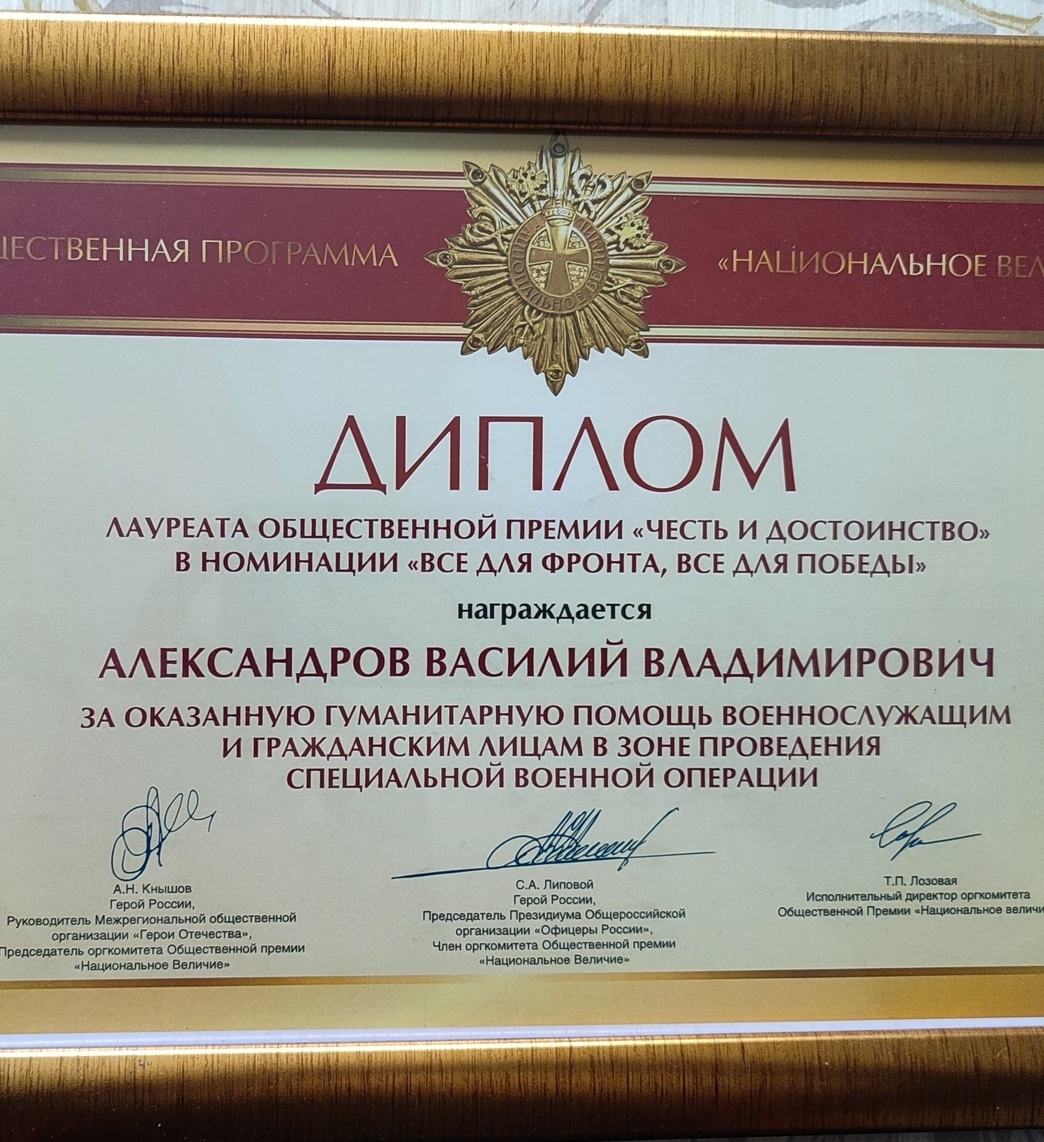 ЩЕСТВЕННАЯ ПРОГРАММА
«НАЦИОНАЛЬНОЕ ВЕЛ
ДИПЛОМ
ЛАУРЕАТА ОБЩЕСТВЕННОЙ ПРЕМИИ «ЧЕСТЬ И ДОСТОИНСТВО»
В НОМИНАЦИИ «ВСЕ ДЛЯ ФРОНТА, ВСЕ ДЛЯ ПОБЕДЫ»
награждается
АЛЕКСАНДРОВ ВАСИЛИЙ ВЛАДИМИРОВИЧ
ЗА ОКАЗАННУЮ ГУМАНИТАРНУЮ ПОМОЩЬ ВОЕННОСЛУЖАЩИМ
И ГРАЖДАНСКИМ ЛИЦАМ В ЗОНЕ ПРОВЕДЕНИЯ
СПЕЦИАЛЬНОЙ ВОЕННОЙ ОПЕРАЦИИ
А.Н. Кнышов
Герой России,
Руководитель Межрегиональной общественной
организации «Герои Отечества»,
Председатель оргкомитета Общественной премии
«Национальное Величие»
С.А. Липовой
Герой России,
Председатель Президиума Общероссийской
организации «Офицеры России»,
Член оргкомитета Общественной премии
«Национальное Величие»
Т.П. Лозовая
Исполнительный директор оргкомитета
Общественной Премии «Национальное величи